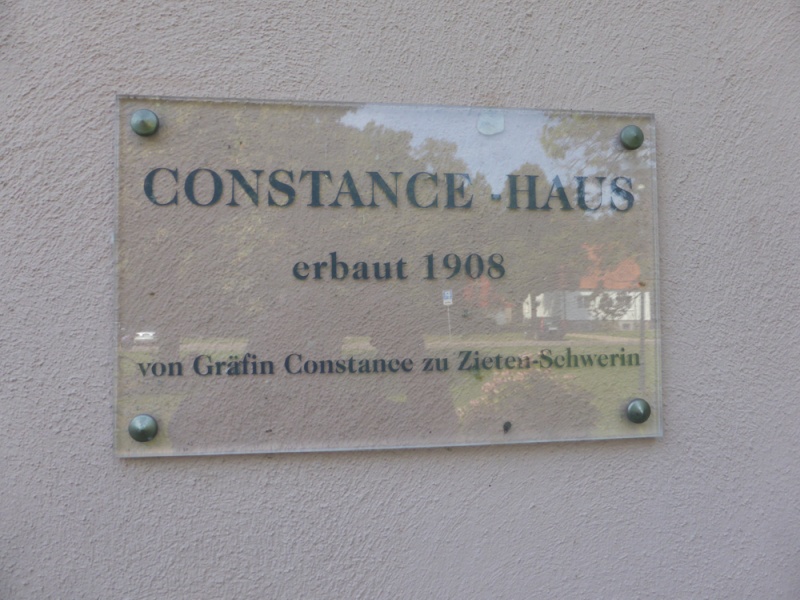 CONSTANCE -HAUS
erbaut 1908
von Gräfin Constance zu Zieten-Schwerin